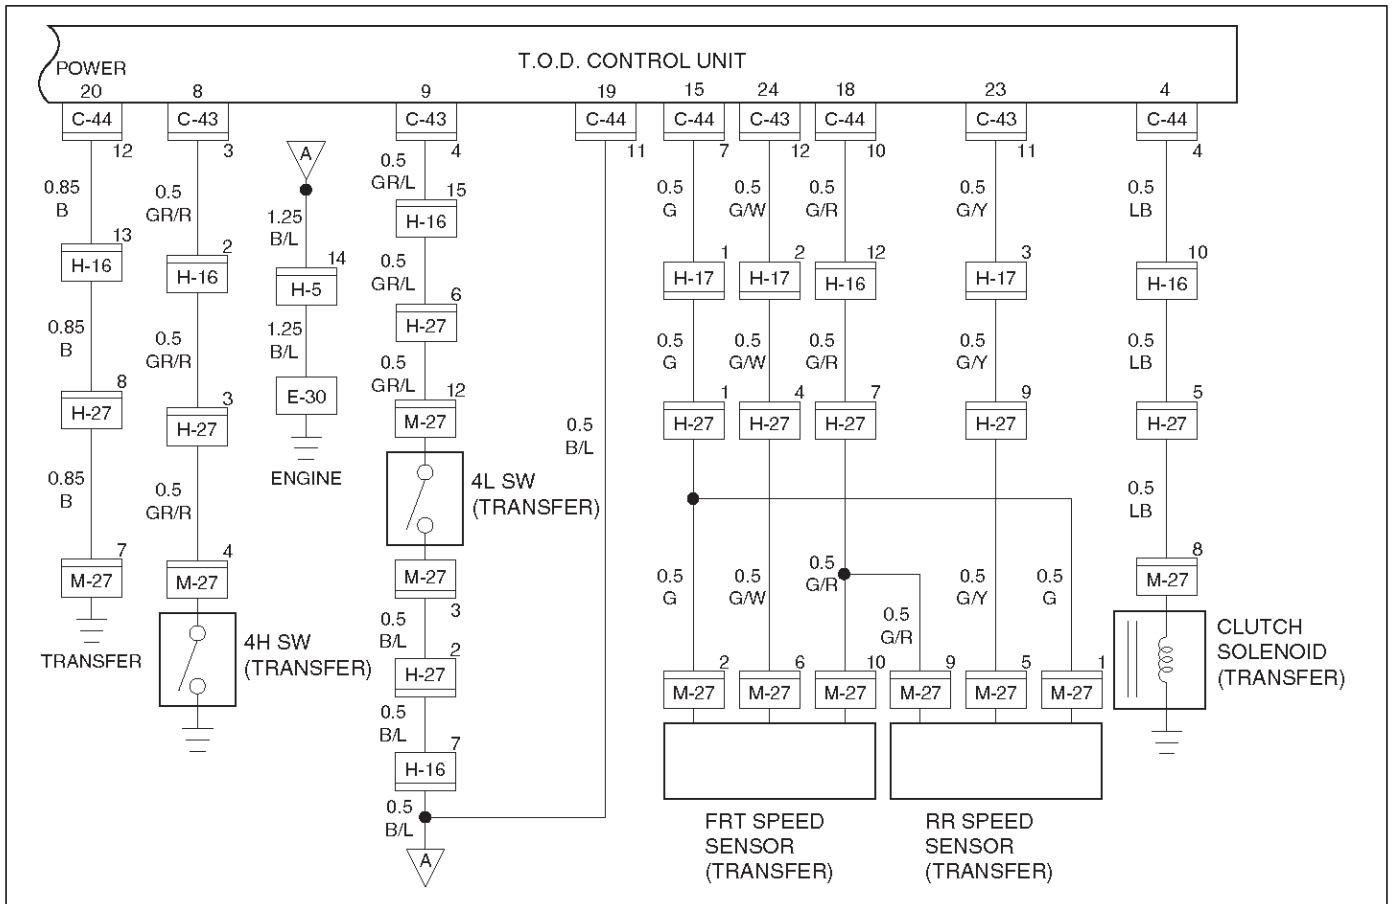 T.O.D. CONTROL UNIT
POWER
20 8 9 19 15 24 18 23 4
C-44 C-43 C-43 C-44 C-44 C-43 C-44 C-43 C-44
12 3 4 11 7 12 10 11 4
A
0.85 B
0.5 GR/R
1.25 B/L
0.5 GR/L
0.5 G
0.5 G/W
0.5 G/R
0.5 G/Y
0.5 LB
13 H-16
2 H-16
14 H-5
15 H-16
1 H-17
2 H-17
12 H-16
3 H-17
10 H-16
0.85 B
0.5 GR/R
1.25 B/L
0.5 GR/L
0.5 G
0.5 G/W
0.5 G/R
0.5 G/Y
0.5 LB
6 H-27
8 H-27
3 H-27
E-30
ENGINE
0.5 GR/L
12 M-27
1 H-27
4 H-27
7 H-27
9 H-27
5 H-27
0.5 B/L
4L SW
(TRANSFER)
0.85 B
0.5 GR/R
0.5 LB
7 M-27
4 M-27
M-27 3
8 M-27
0.5 G
0.5 G/W
0.5 G/R
0.5 G/R
0.5 G/Y
0.5 G
TRANSFER
4H SW
(TRANSFER)
0.5 B/L
2 H-27
0.5 B/L
7 H-16
0.5 B/L
A
2 M-27
6 M-27
10 M-27
9 M-27
5 M-27
1 M-27
CLUTCH
SOLENOID
(TRANSFER)
FRT SPEED
SENSOR
(TRANSFER)
RR SPEED
SENSOR
(TRANSFER)